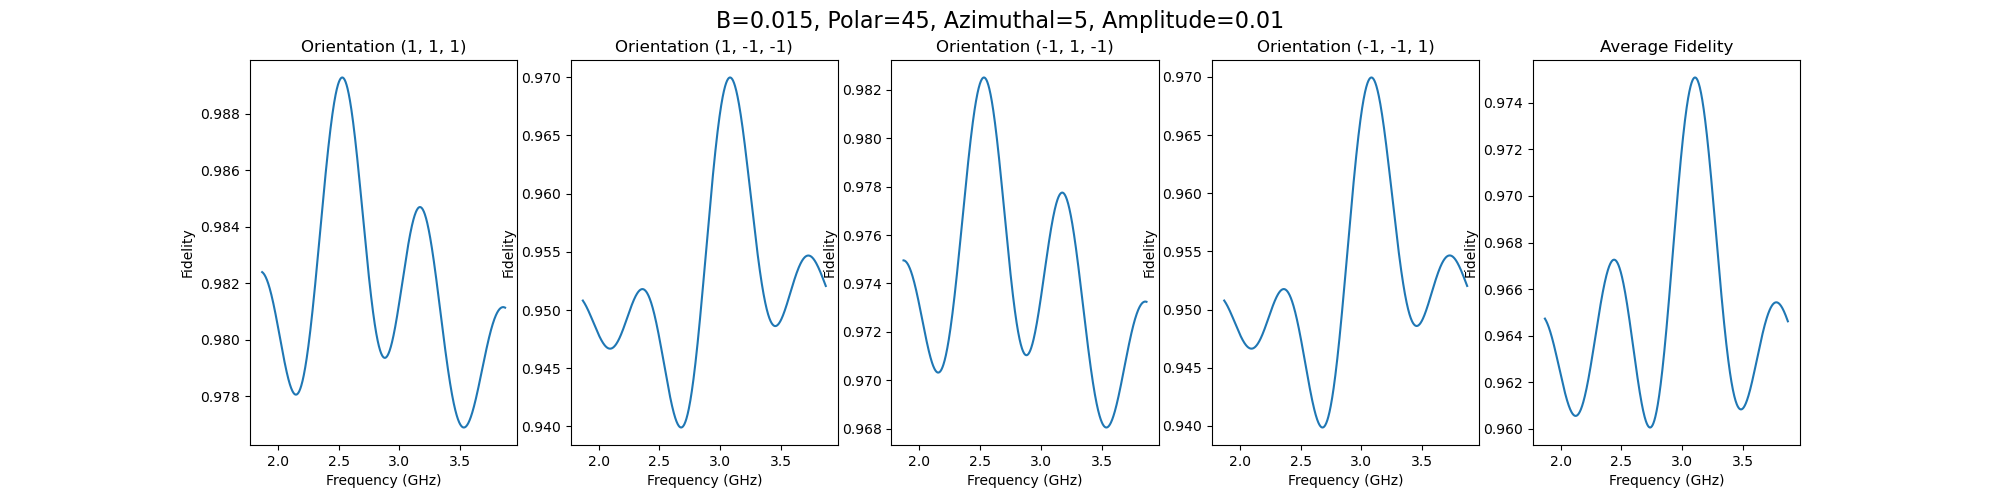 B=0.015, Polar=45, Azimuthal=5, Amplitude=0.01
Orientation (1, 1, 1)
Fidelity
0.988
0.986
0.984
0.982
0.980
0.978
2.0 2.5 3.0 3.5
Frequency (GHz)
Orientation (1, -1, -1)
Fidelity
0.970
0.965
0.960
0.955
0.950
0.945
0.940
2.0 2.5 3.0 3.5
Frequency (GHz)
Orientation (-1, 1, -1)
Fidelity
0.982
0.980
0.978
0.976
0.974
0.972
0.970
0.968
2.0 2.5 3.0 3.5
Frequency (GHz)
Orientation (-1, -1, 1)
Fidelity
0.970
0.965
0.960
0.955
0.950
0.945
0.940
2.0 2.5 3.0 3.5
Frequency (GHz)
Average Fidelity
Fidelity
0.974
0.972
0.970
0.968
0.966
0.964
0.962
0.960
2.0 2.5 3.0 3.5
Frequency (GHz)